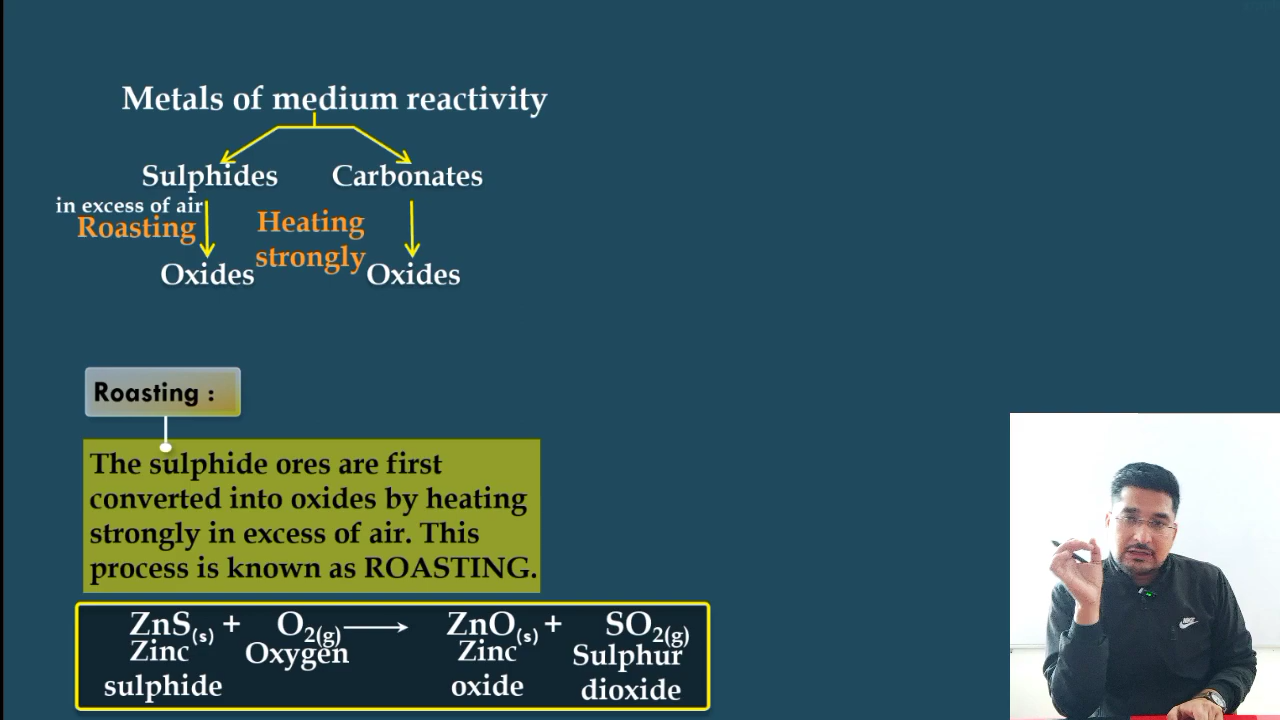 Metals of medium reactivity
Sulphides
Carbonates
in excess of air
Roasting
Heating
strongly
Oxides
Oxides
Roasting :
The sulphide ores are first
converted into oxides by heating
strongly in excess of air. This
process is known as ROASTING.
ZnS(s) + O2(g) ⟶ ZnO(s) + SO2(g)
Zinc Oxygen Zinc Sulphur
sulphide oxide dioxide